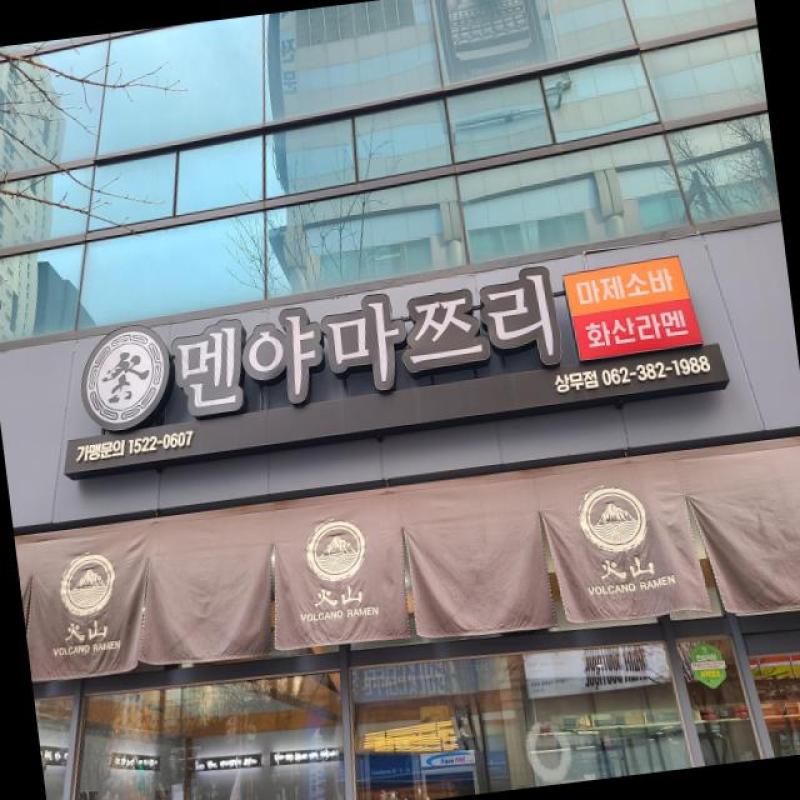 멘야마쯔리
마제소바
화산라멘
가맹문의 1522-0607
상무점 062-382-1988
火山
VOLCANO RAMEN
火山
VOLCANO RAMEN
火山
VOLCANO RAMEN